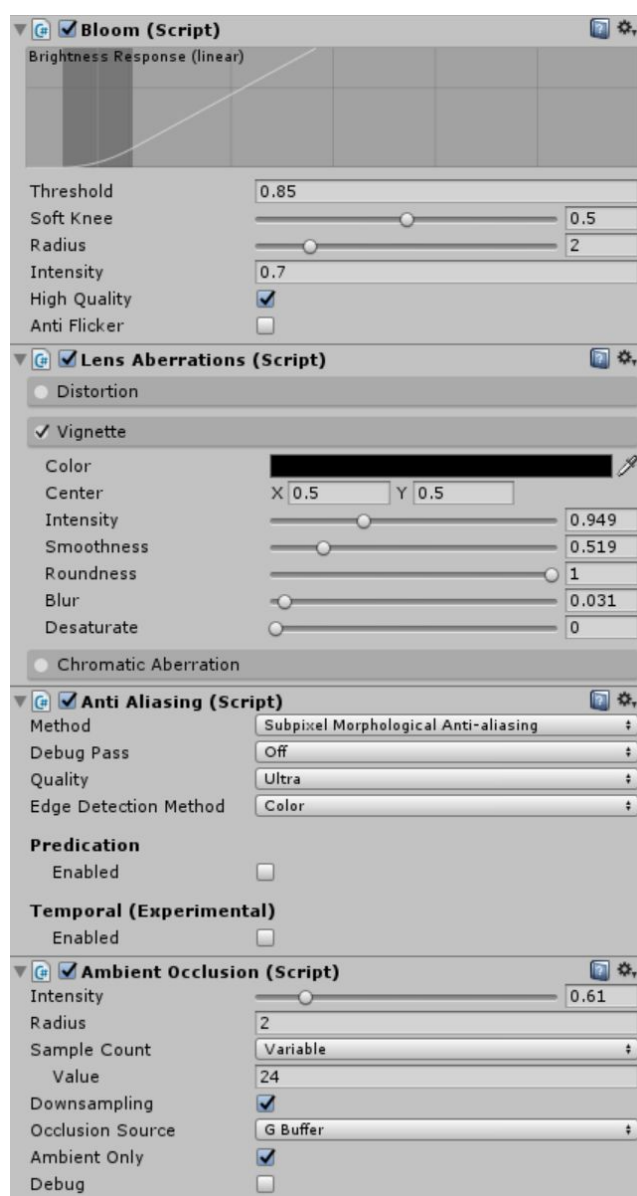 Bloom (Script)
Brightness Response (linear)
Threshold 0.85
Soft Knee 0.5
Radius 2
Intensity 0.7
High Quality
Anti Flicker
Lens Aberrations (Script)
Distortion
Vignette
Color
Center X 0.5 Y 0.5
Intensity 0.949
Smoothness 0.519
Roundness 1
Blur 0.031
Desaturate 0
Chromatic Aberration
Anti Aliasing (Script)
Method Subpixel Morphological Anti-aliasing
Debug Pass Off
Quality Ultra
Edge Detection Method Color
Predication
Enabled
Temporal (Experimental)
Enabled
Ambient Occlusion (Script)
Intensity 0.61
Radius 2
Sample Count Variable
Value 24
Downsampling
Occlusion Source G Buffer
Ambient Only
Debug